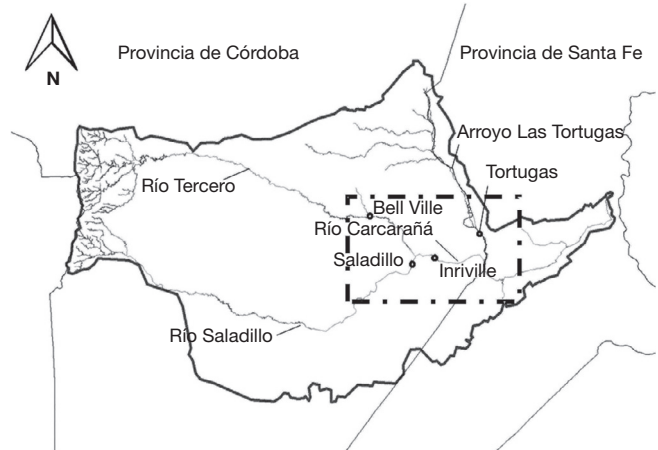 Provincia de Córdoba
Provincia de Santa Fe
N
Arroyo Las Tortugas
Tortugas
Río Tercero
Bell Ville
Río Carcarañá
Saladillo
Inriville
Río Saladillo